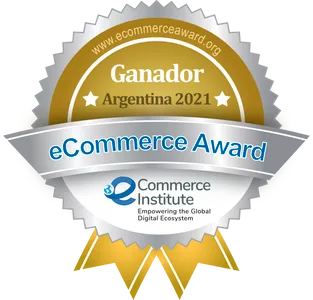 www.ecommerceaward.org
Ganador
Argentina 2021
eCommerce Award
eCommerce
Institute
Empowering the Global
Digital Ecosystem